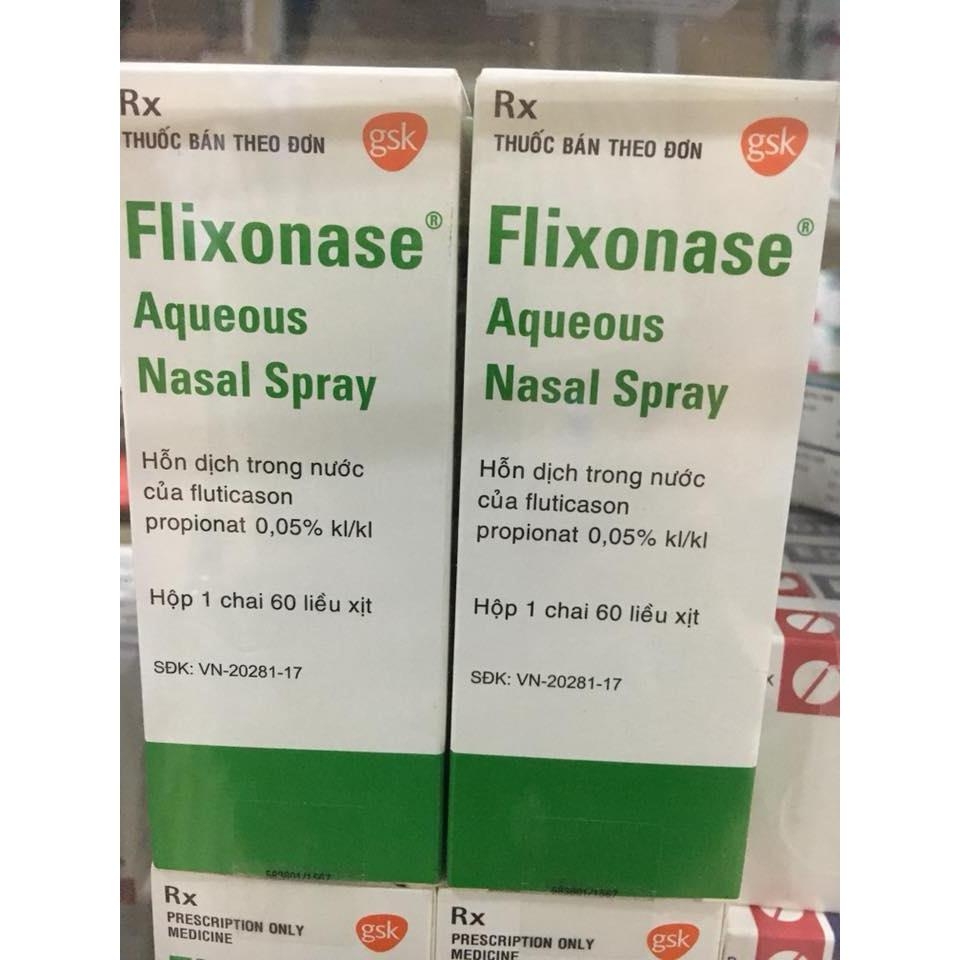 Rx
THUỐC BÁN THEO ĐƠN
gsk
Flixonase®
Aqueous
Nasal Spray
Hỗn dịch trong nước
của fluticason
propionat 0,05% kl/kl
Hộp 1 chai 60 liều xịt
SĐK: VN-20281-17
Rx
THUỐC BÁN THEO ĐƠN
gsk
Flixonase®
Aqueous
Nasal Spray
Hỗn dịch trong nước
của fluticason
propionat 0,05% kl/kl
Hộp 1 chai 60 liều xịt
SĐK: VN-20281-17
Rx
PRESCRIPTION ONLY
MEDICINE
gsk
Rx
PRESCRIPTION ONLY
MEDICINE
gsk